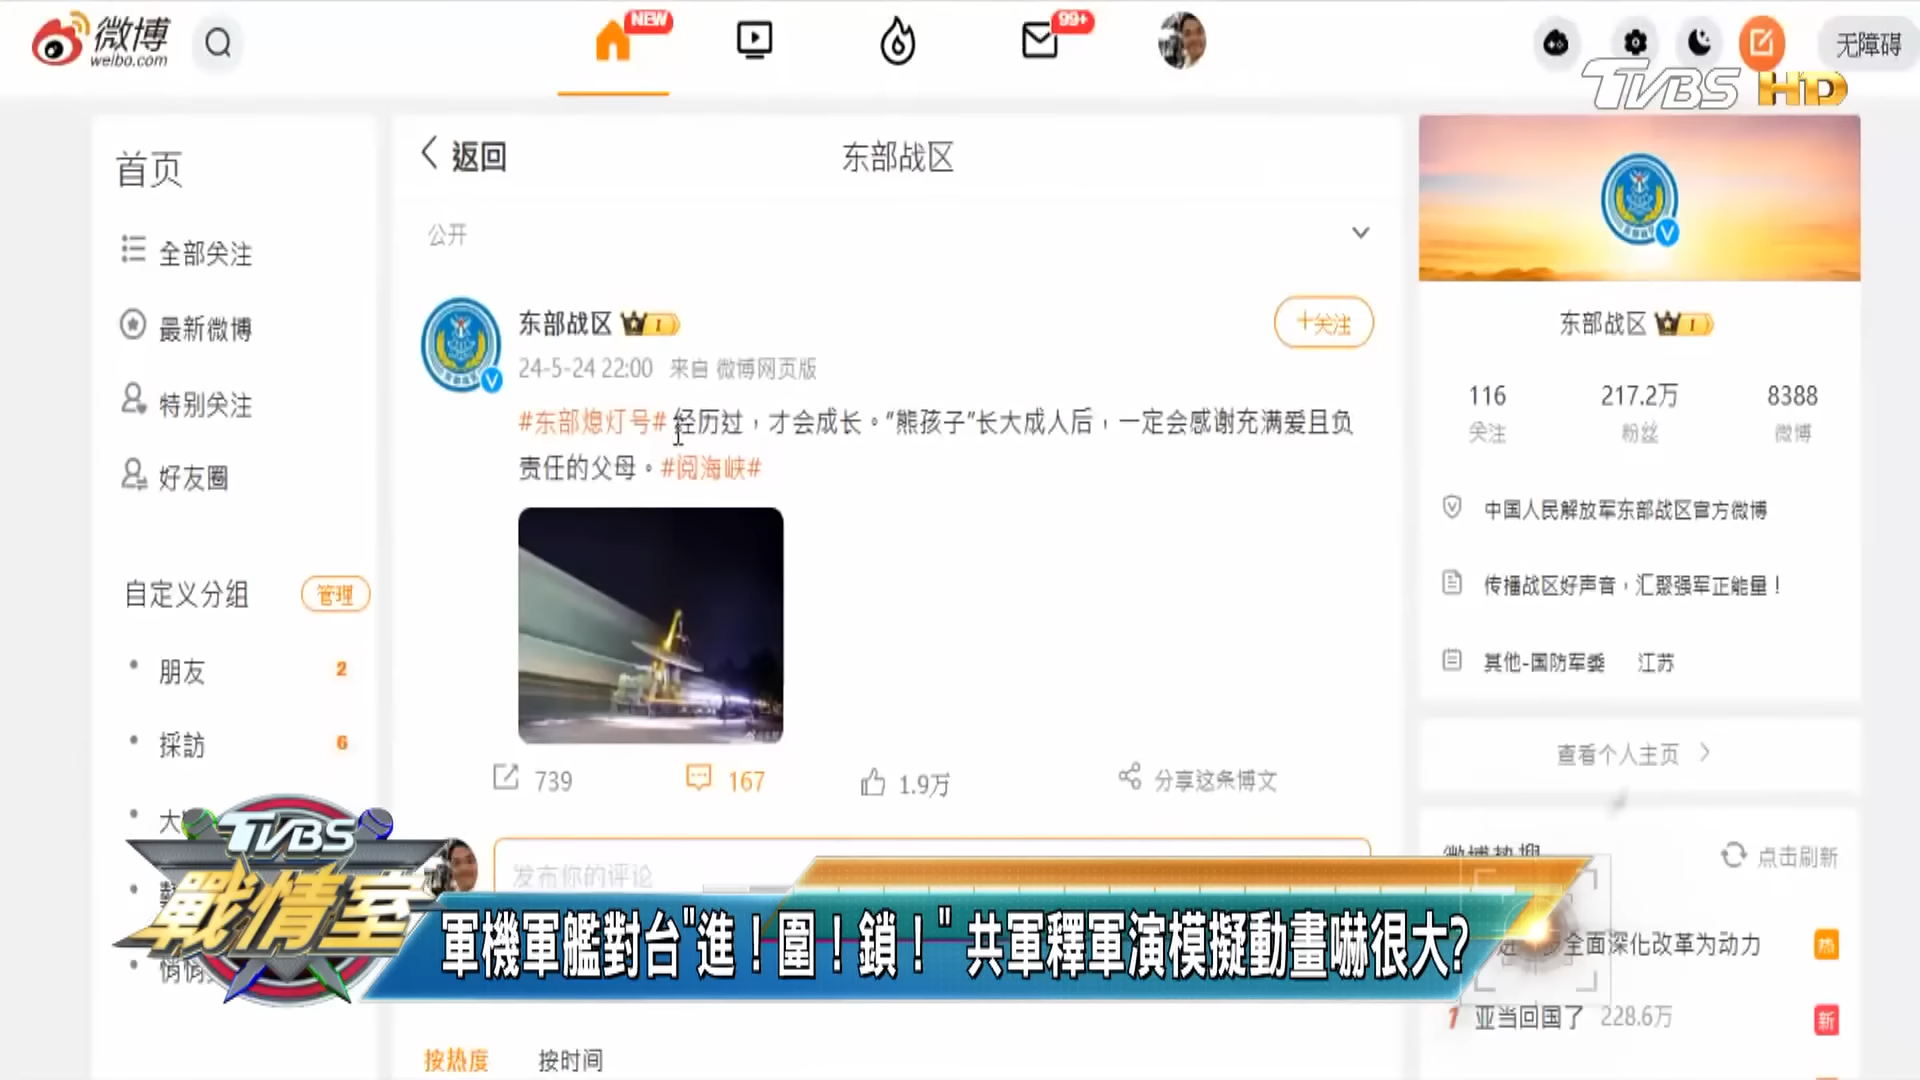 微博
weibo.com
NEW
99+
无障碍
TVBS HD
首页
全部关注
最新微博
特别关注
好友圈
自定义分组
管理
朋友 2
採訪 6
返回
东部战区
公开
东部战区
+关注
24-5-24 22:00 来自 微博网页版
#东部熄灯号# 经历过，才会成长。“熊孩子”长大成人后，一定会感谢充满爱且负
责任的父母。#阅海峡#
739
167
1.9万
分享这条博文
发布你的评论
按热度
按时间
东部战区
116 217.2万 8388
关注 粉丝 微博
中国人民解放军东部战区官方微博
传播战区好声音，汇聚强军正能量！
其他-国防军委 江苏
查看个人主页
微博热搜
点击刷新
全面深化改革为动力 热
1 亚当回国了 228.6万 新
TVBS
戰情室
軍機軍艦對台"進！圍！鎖！" 共軍釋軍演模擬動畫嚇很大?